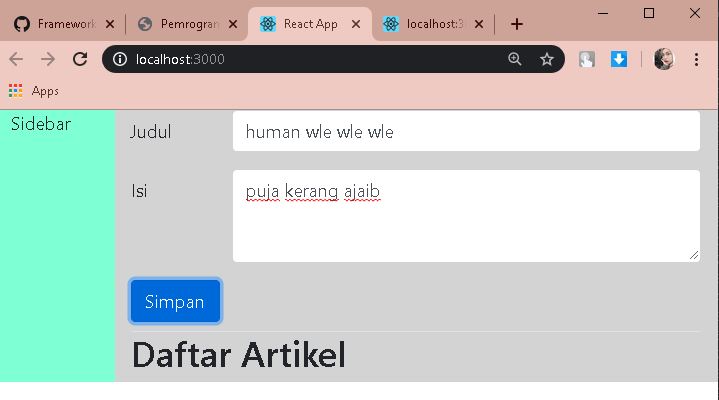 Framework
Pemrogram
React App
localhost:3
localhost:3000
Apps
Sidebar
Judul
human wle wle wle
Isi
puja kerang ajaib
Simpan
Daftar Artikel